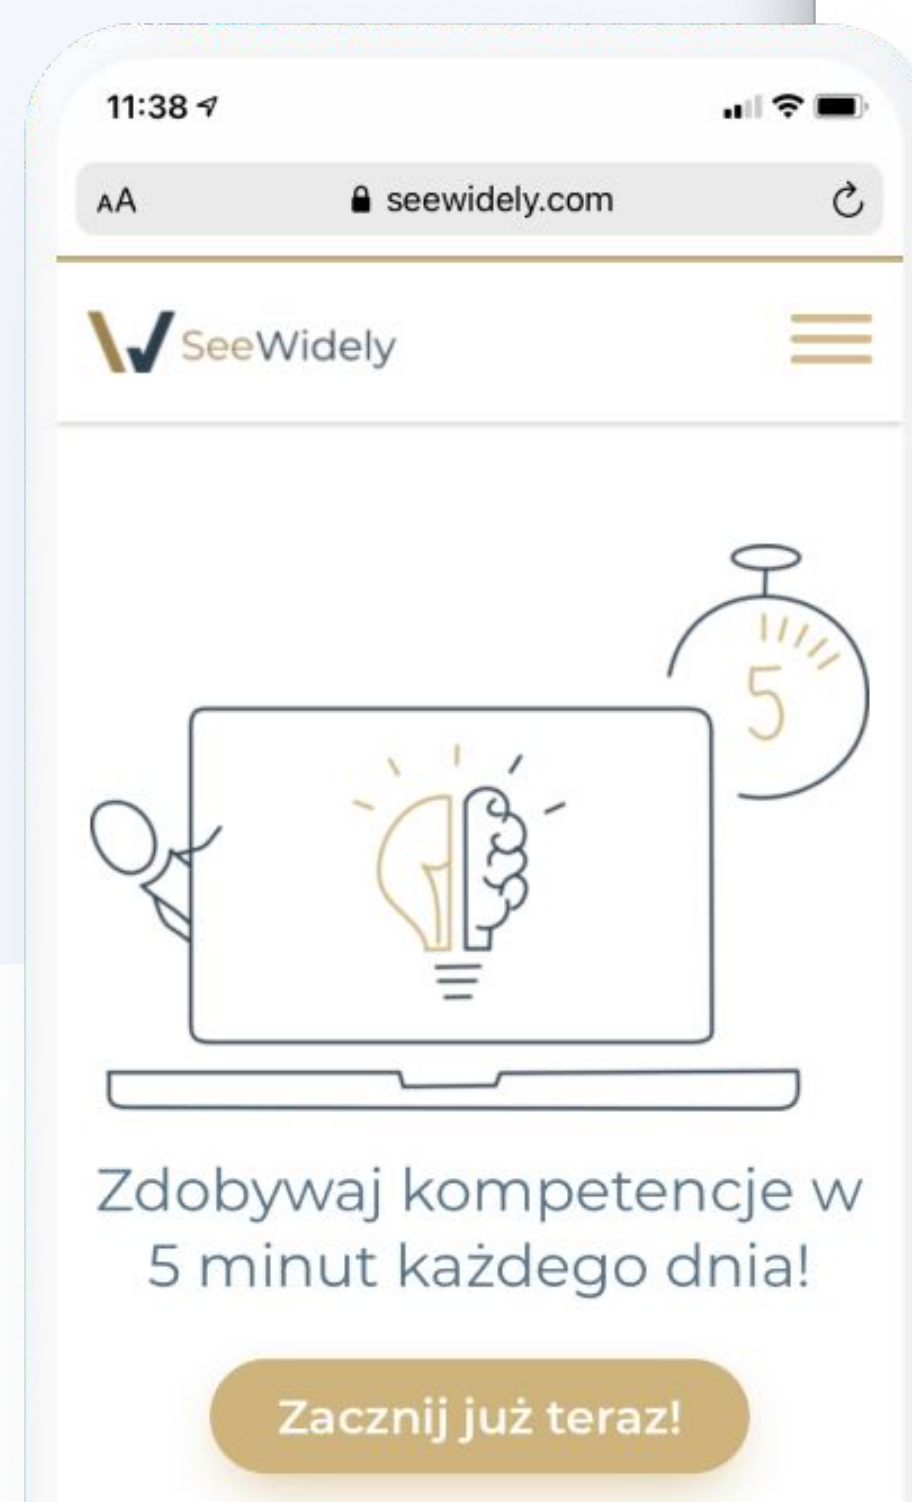 11:38
AA seewidely.com
SeeWidely
5
Zdobywaj kompetencje w
5 minut każdego dnia!
Zacznij już teraz!